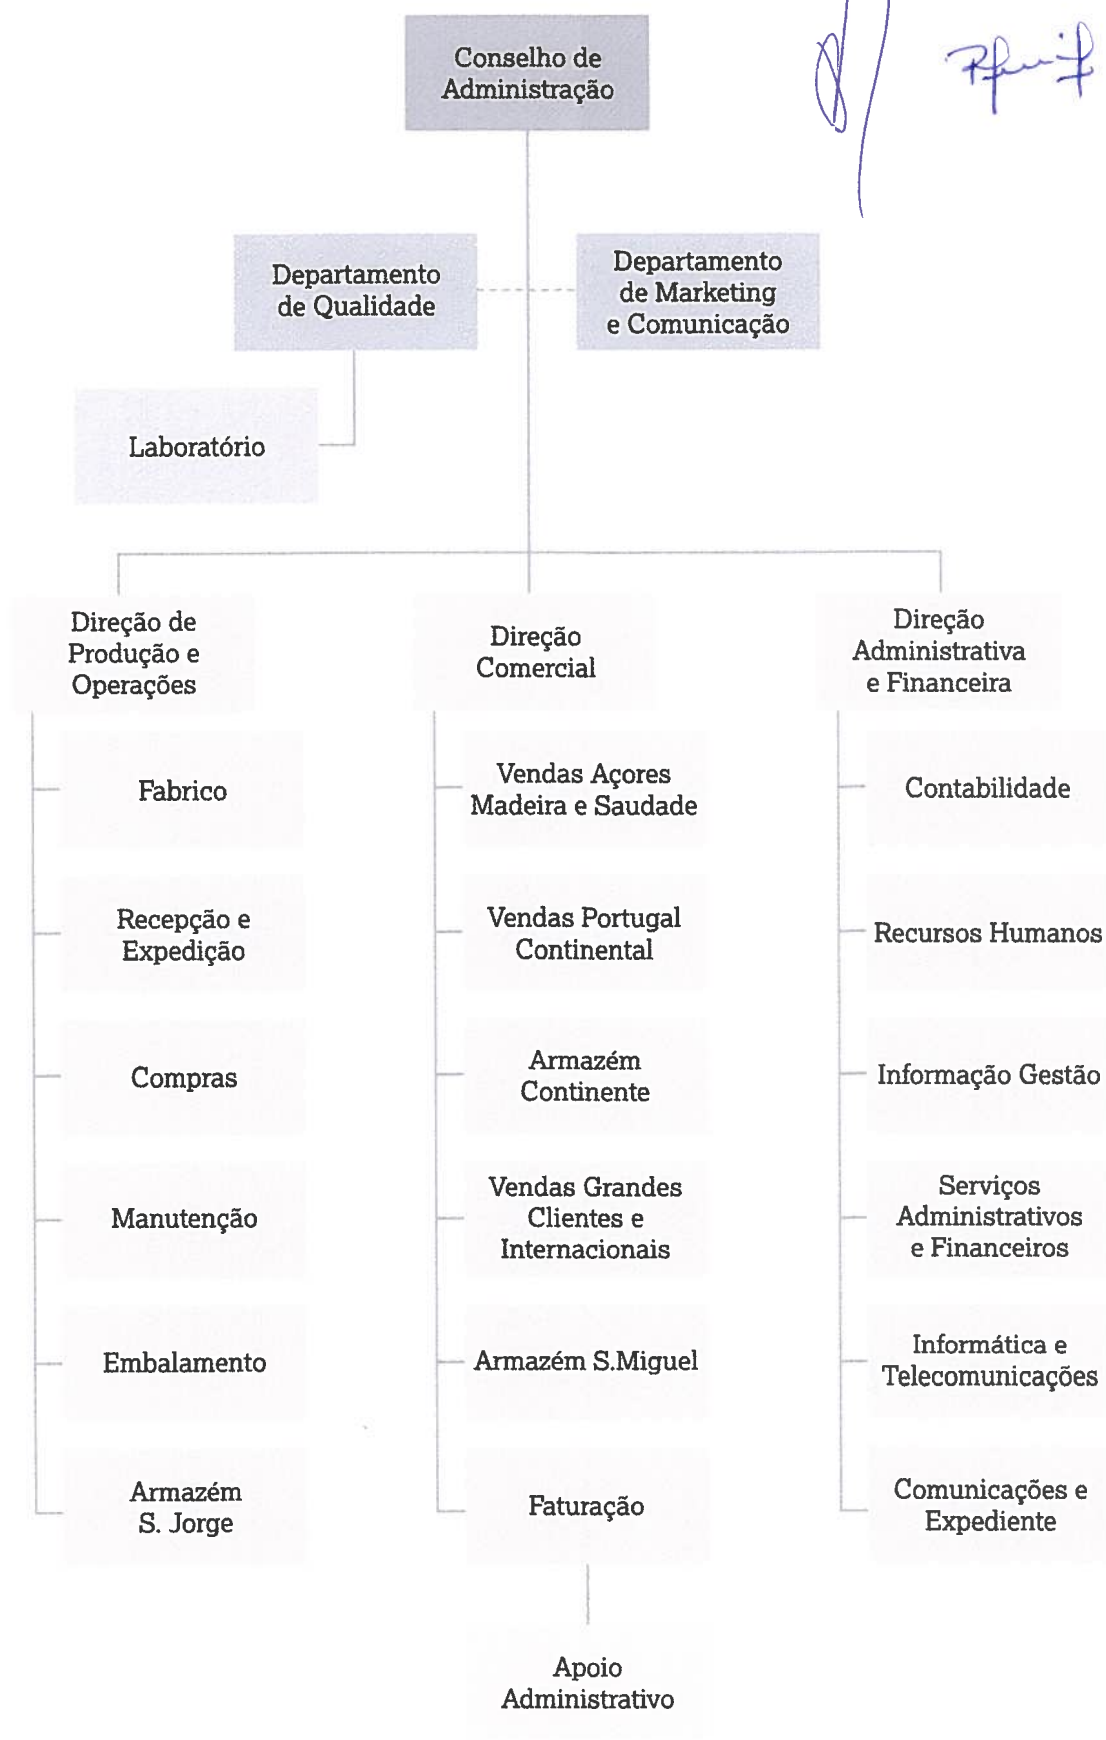 Conselho de
Administração
Departamento
de Qualidade
Departamento
de Marketing
e Comunicação
Laboratório
Direção de
Produção e
Operações
Direção
Comercial
Direção
Administrativa
e Financeira
Fabrico
Vendas Açores
Madeira e Saudade
Contabilidade
Recepção e
Expedição
Vendas Portugal
Continental
Recursos Humanos
Compras
Armazém
Continente
Informação Gestão
Manutenção
Vendas Grandes
Clientes e
Internacionais
Serviços
Administrativos
e Financeiros
Embalamento
Armazém S.Miguel
Informática e
Telecomunicações
Armazém
S. Jorge
Faturação
Comunicações e
Expediente
Apoio
Administrativo